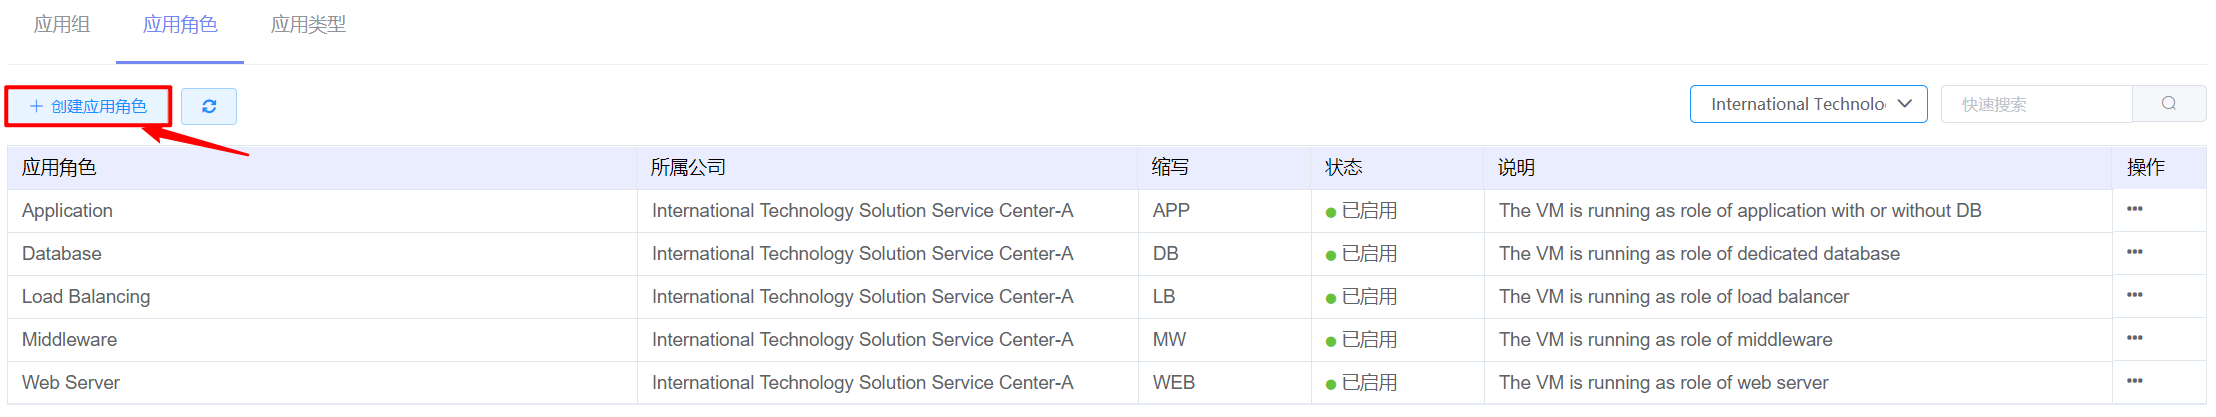 应用组 应用角色 应用类型
+ 创建应用角色 International Technolo 快速搜索
应用角色 所属公司 缩写 状态 说明 操作
Application International Technology Solution Service Center-A APP 已启用 The VM is running as role of application with or without DB •••
Database International Technology Solution Service Center-A DB 已启用 The VM is running as role of dedicated database •••
Load Balancing International Technology Solution Service Center-A LB 已启用 The VM is running as role of load balancer •••
Middleware International Technology Solution Service Center-A MW 已启用 The VM is running as role of middleware •••
Web Server International Technology Solution Service Center-A WEB 已启用 The VM is running as role of web server •••